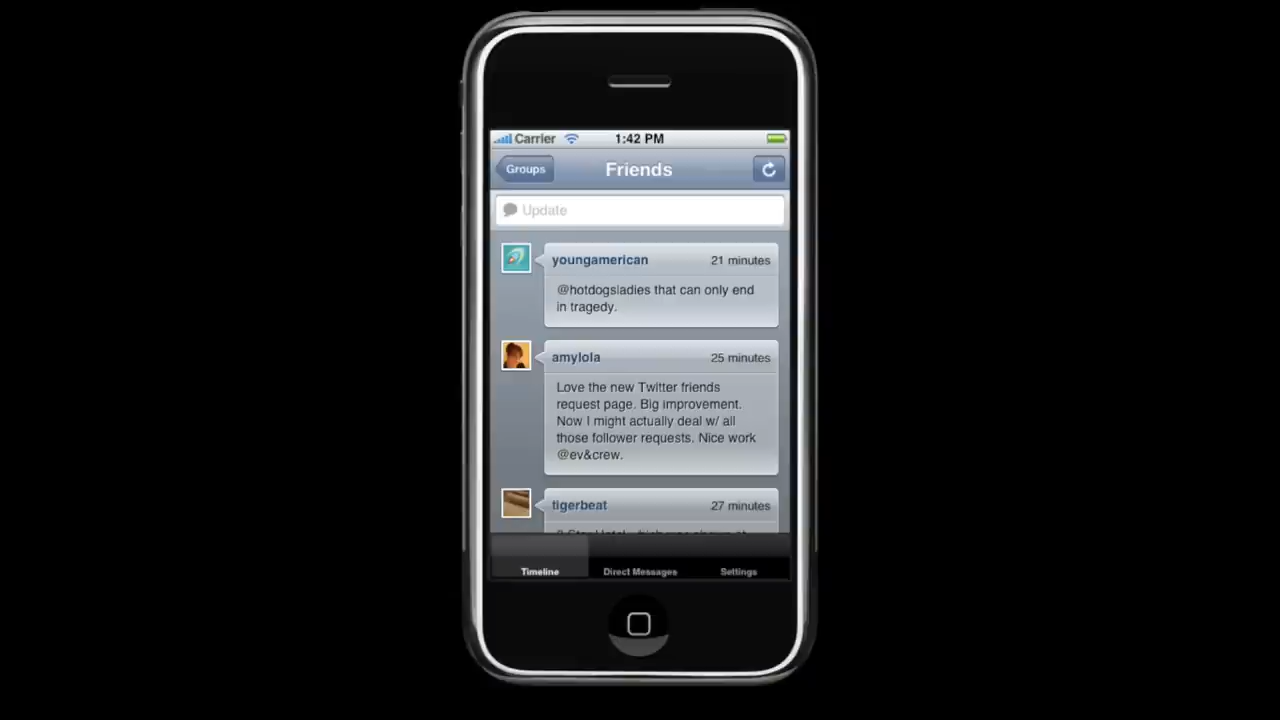 Carrier 1:42 PM
Groups Friends
Update
youngamerican 21 minutes
@hotdogsladies that can only end
in tragedy.
amylola 25 minutes
Love the new Twitter friends
request page. Big improvement.
Now I might actually deal w/ all
those follower requests. Nice work
@ev&crew.
tigerbeat 27 minutes
Timeline Direct Messages Settings